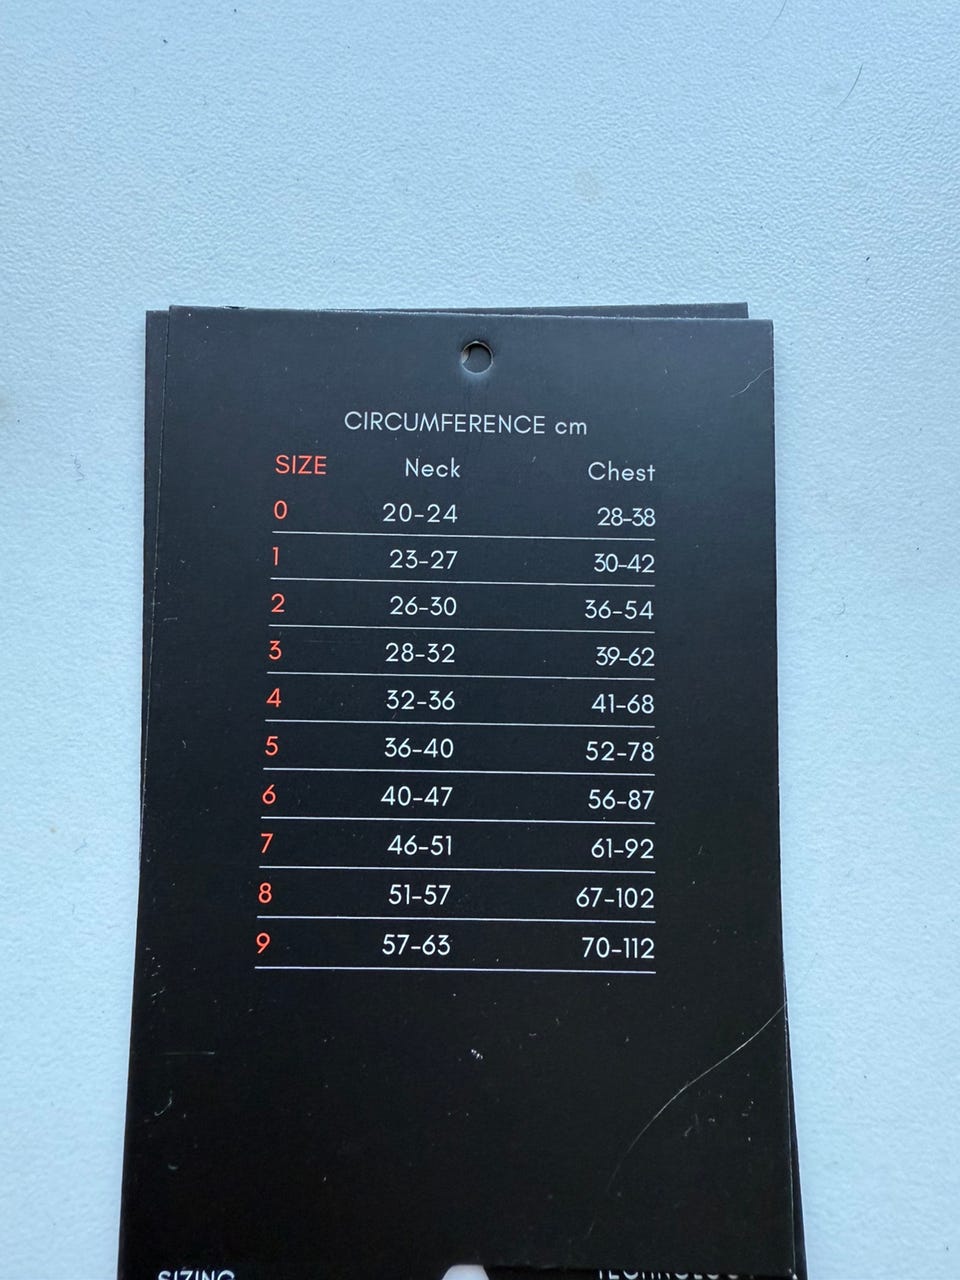 CIRCUMFERENCE cm
SIZE Neck Chest
0 20-24 28-38
1 23-27 30-42
2 26-30 36-54
3 28-32 39-62
4 32-36 41-68
5 36-40 52-78
6 40-47 56-87
7 46-51 61-92
8 51-57 67-102
9 57-63 70-112
SIZING